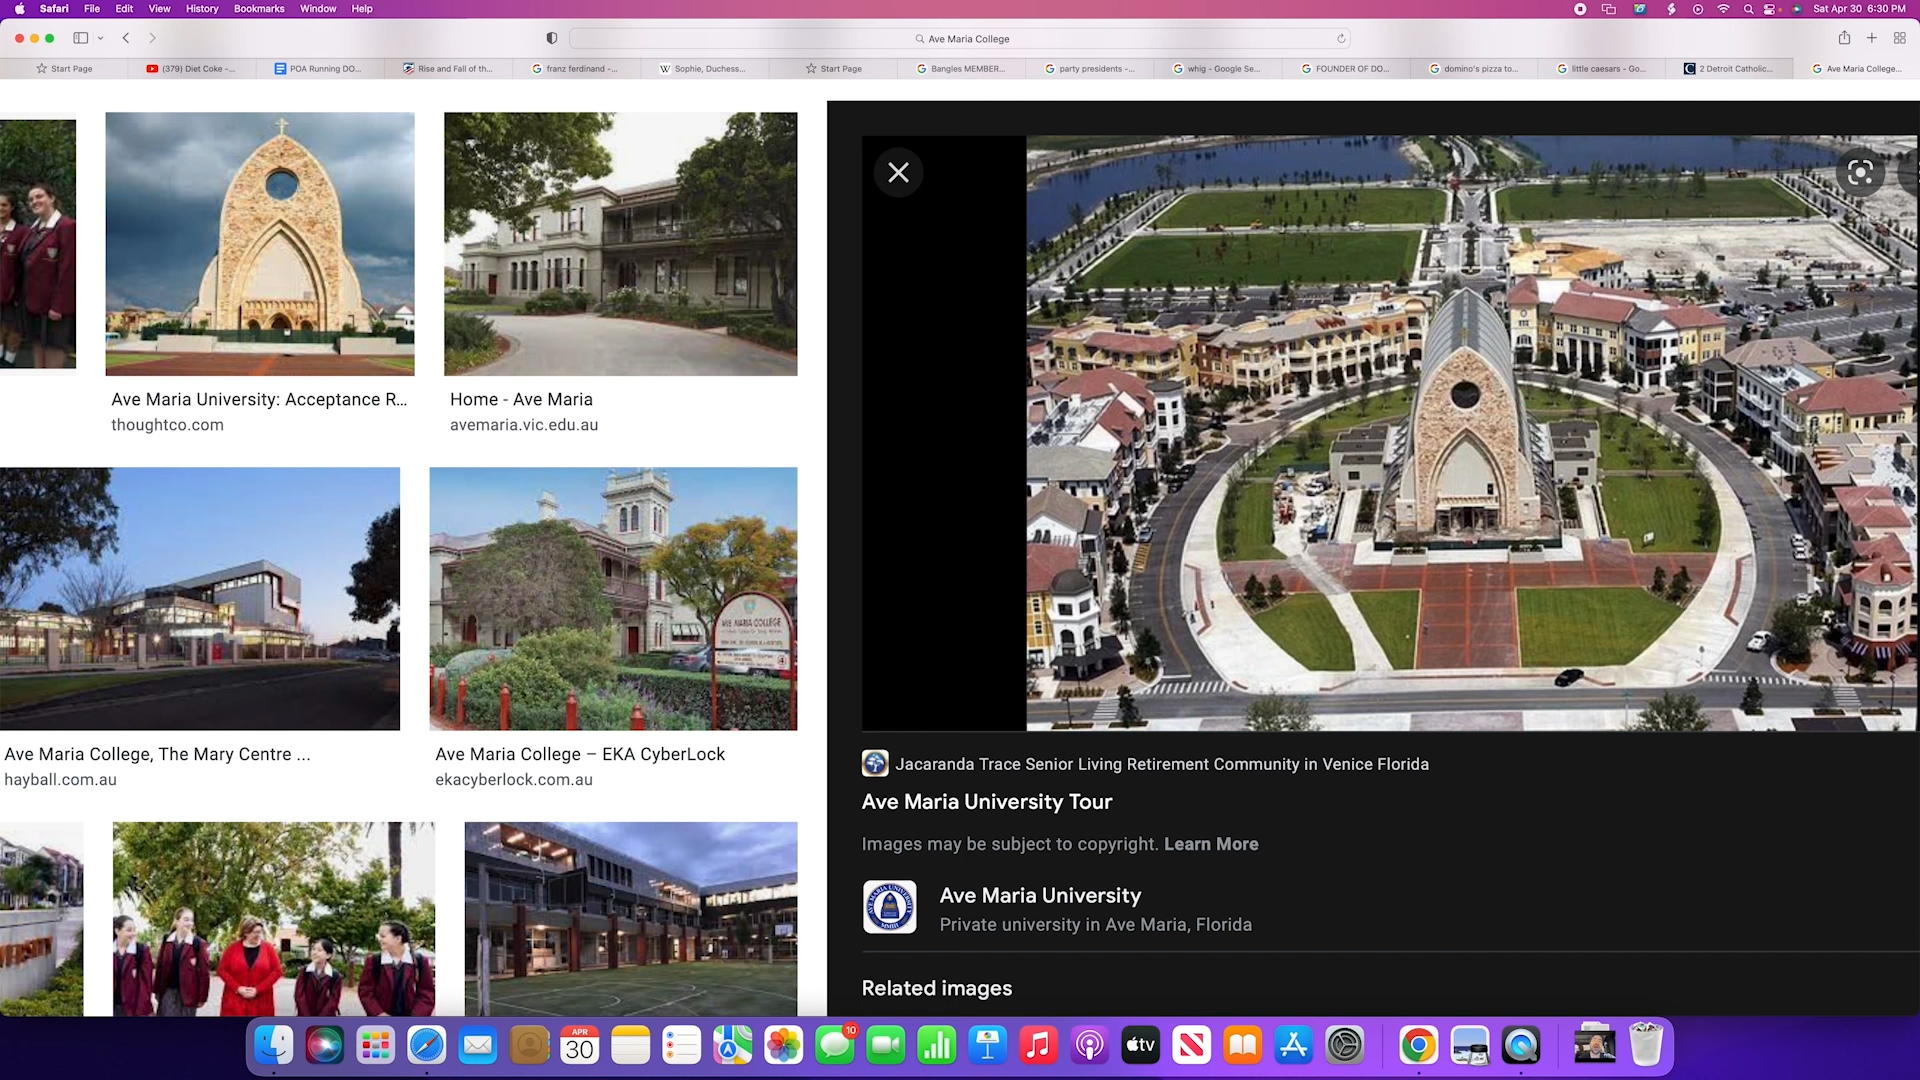 Safari File Edit View History Bookmarks Window Help
Sat Apr 30 6:30 PM
Ave Maria College
Start Page
(379) Diet Coke –...
POA Running DO...
Rise and Fall of th...
franz ferdinand –...
Sophie, Duchess...
Start Page
Bangles MEMBER...
party presidents -...
whig - Google Se...
FOUNDER OF DO...
domino's pizza to...
little caesars - Go...
2 Detroit Catholic...
Ave Maria College...
Ave Maria University: Acceptance R...
thoughtco.com
Home - Ave Maria
avemaria.vic.edu.au
AVE MARIA COLLEGE
Ave Maria College, The Mary Centre ...
hayball.com.au
Ave Maria College – EKA CyberLock
ekacyberlock.com.au
Jacaranda Trace Senior Living Retirement Community in Venice Florida
Ave Maria University Tour
Images may be subject to copyright. Learn More
Ave Maria University
Private university in Ave Maria, Florida
Related images
APR
30
10
tv